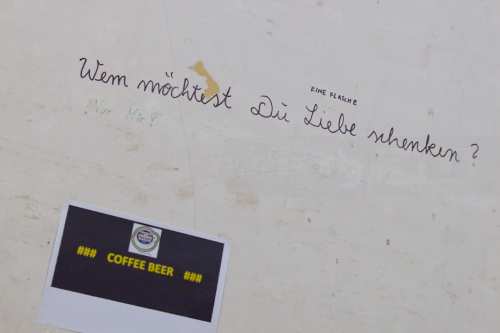 EINE FLASCHE
Wem möchtest Du Liebe schenken?
### COFFEE BEER ###